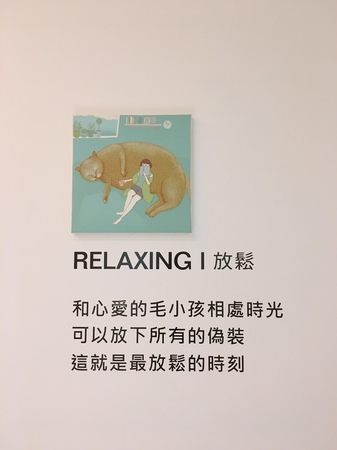 RELAXING | 放鬆
和心愛的毛小孩相處時光
可以放下所有的偽裝
這就是最放鬆的時刻